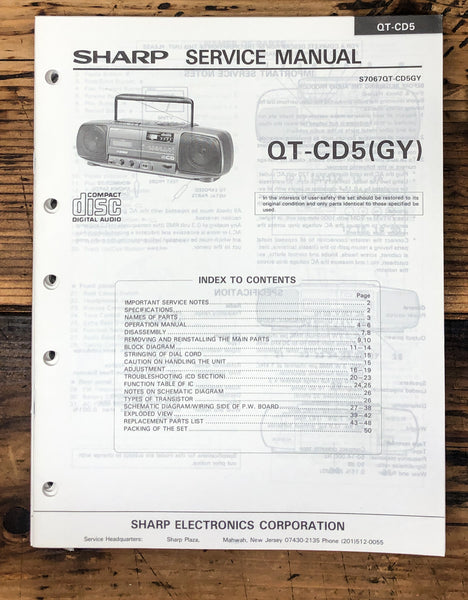 QT-CD5
SHARP SERVICE MANUAL
S7067QT-CD5GY
QT-CD5(GY)
COMPACT
disc
DIGITAL AUDIO
• In the interests of user-safety the set should be restored to its
original condition and only parts identical to those specified be
used.
INDEX TO CONTENTS
Page
IMPORTANT SERVICE NOTES 2
SPECIFICATIONS 2
NAMES OF PARTS 3
OPERATION MANUAL 4–6
DISASSEMBLY 7,8
REMOVING AND REINSTALLING THE MAIN PARTS 9,10
BLOCK DIAGRAM 11–14
STRINGING OF DIAL CORD 15
CAUTION ON HANDLING THE UNIT 15
ADJUSTMENT 16–19
TROUBLESHOOTING (CD SECTION) 20–23
FUNCTION TABLE OF IC 24,25
NOTES ON SCHEMATIC DIAGRAM 26
TYPES OF TRANSISTOR 26
SCHEMATIC DIAGRAM/WIRING SIDE OF P.W. BOARD 27–38
EXPLODED VIEW 39–42
REPLACEMENT PARTS LIST 43–48
PACKING OF THE SET 50
SHARP ELECTRONICS CORPORATION
Service Headquarters: Sharp Plaza, Mahwah, New Jersey 07430-2135 Phone (201)512-0055